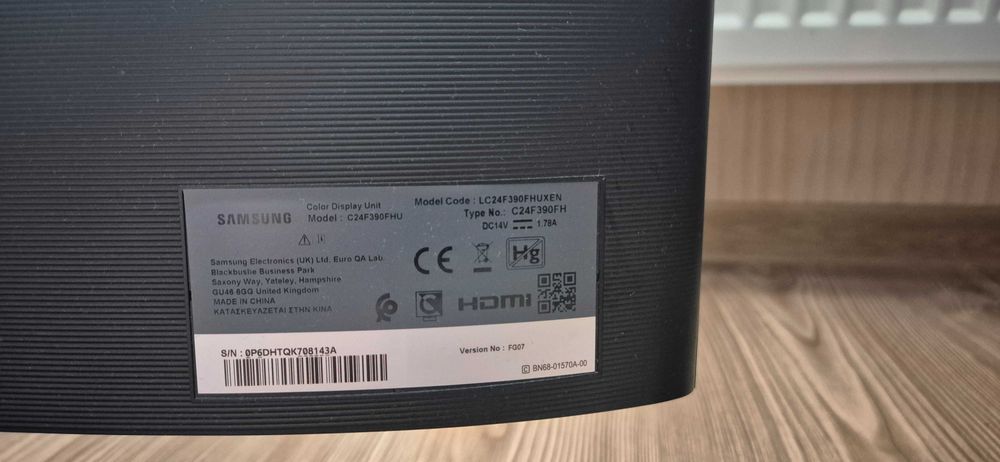 SAMSUNG
Color Display Unit
Model : C24F390FHU
Model Code : LC24F390FHUXEN
Type No.: C24F390FH
DC14V 1.78A
Samsung Electronics (UK) Ltd, Euro QA Lab.
Blackbushe Business Park
Saxony Way, Yateley, Hampshire
GU46 6GG United Kingdom
MADE IN CHINA
ΚΑΤΑΣΚΕΥΑΖΕΤΑΙ ΣΤΗΝ ΚΙΝΑ
CE
Hg
HDMI
S/N : 0P6DHTQK708143A
Version No : FG07
© BN68-01570A-00